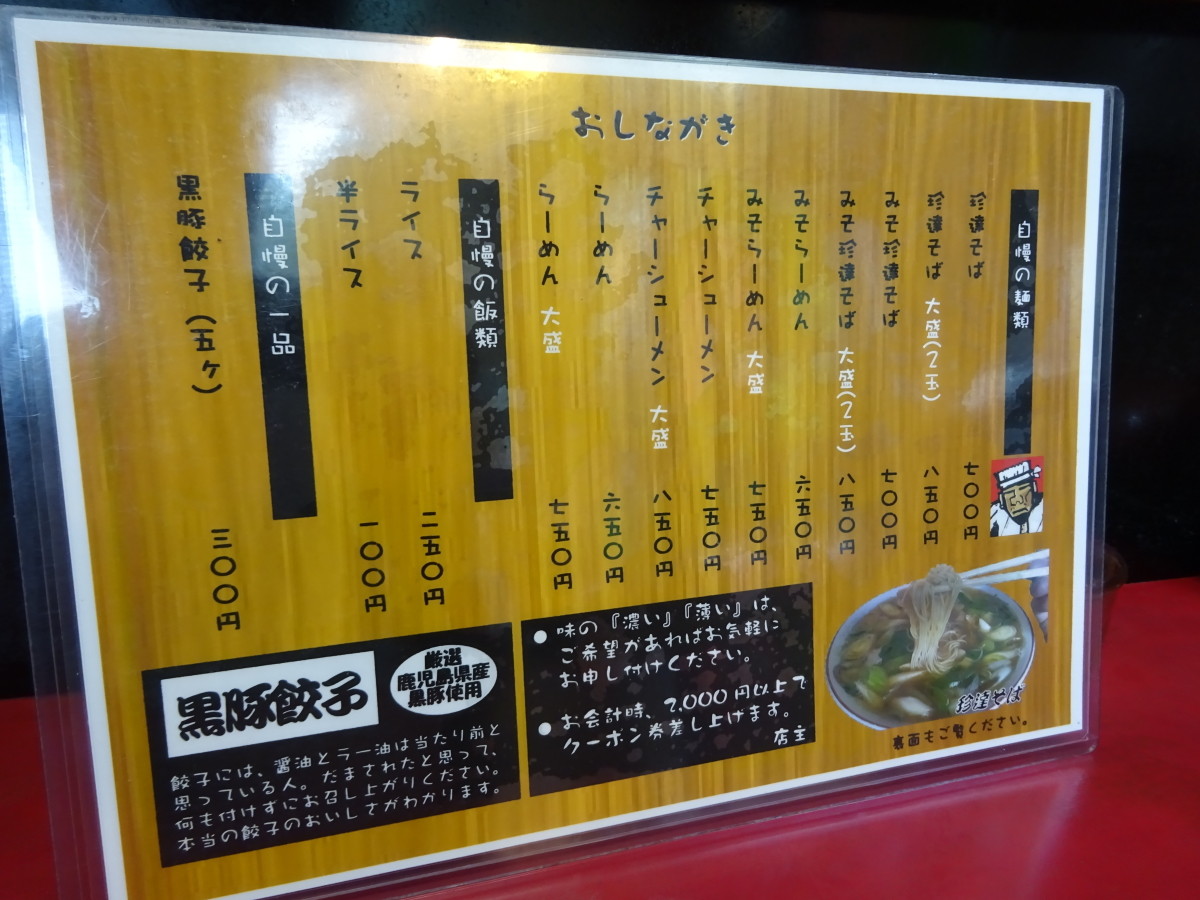 おしながき
自慢の麺類
珍達そば 七〇〇円
珍達そば 大盛(2玉) 八五〇円
みそ珍達そば 七〇〇円
みそ珍達そば 大盛(2玉) 八五〇円
みそらーめん 六五〇円
みそらーめん 大盛 七五〇円
チャーシューメン 七五〇円
チャーシューメン 大盛 八五〇円
らーめん 六五〇円
らーめん 大盛 七五〇円
自慢の飯類
ライス 二五〇円
半ライス 一〇〇円
自慢の一品
黒豚餃子(五ヶ) 三〇〇円
珍達そば
裏面もご覧ください。
●味の『濃い』『薄い』は、
ご希望があればお気軽に
お申し付けください。
●お会計時、2,000円以上で
クーポン券差し上げます。
店主
黒豚餃子
厳選
鹿児島県産
黒豚使用
餃子には、醤油とラー油は当たり前と
思っている人。だまされたと思って、
何も付けずにお召し上がりください。
本当の餃子のおいしさがわかります。